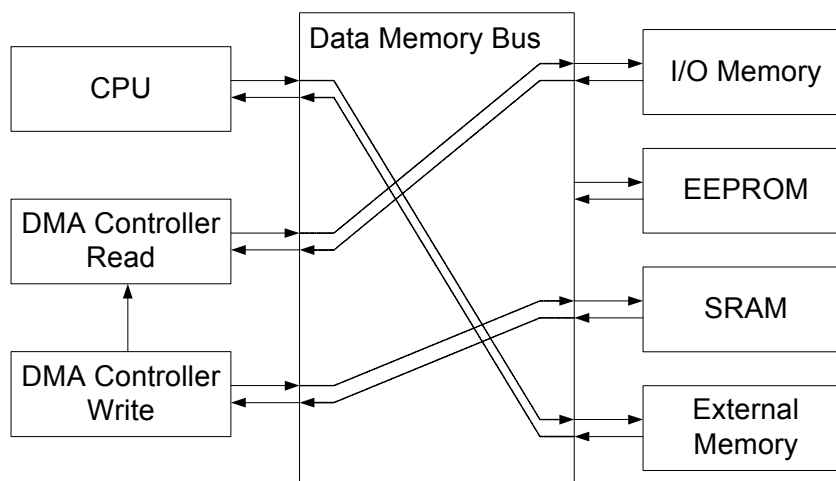 Data Memory Bus
CPU
I/O Memory
EEPROM
DMA Controller
Read
SRAM
DMA Controller
Write
External
Memory